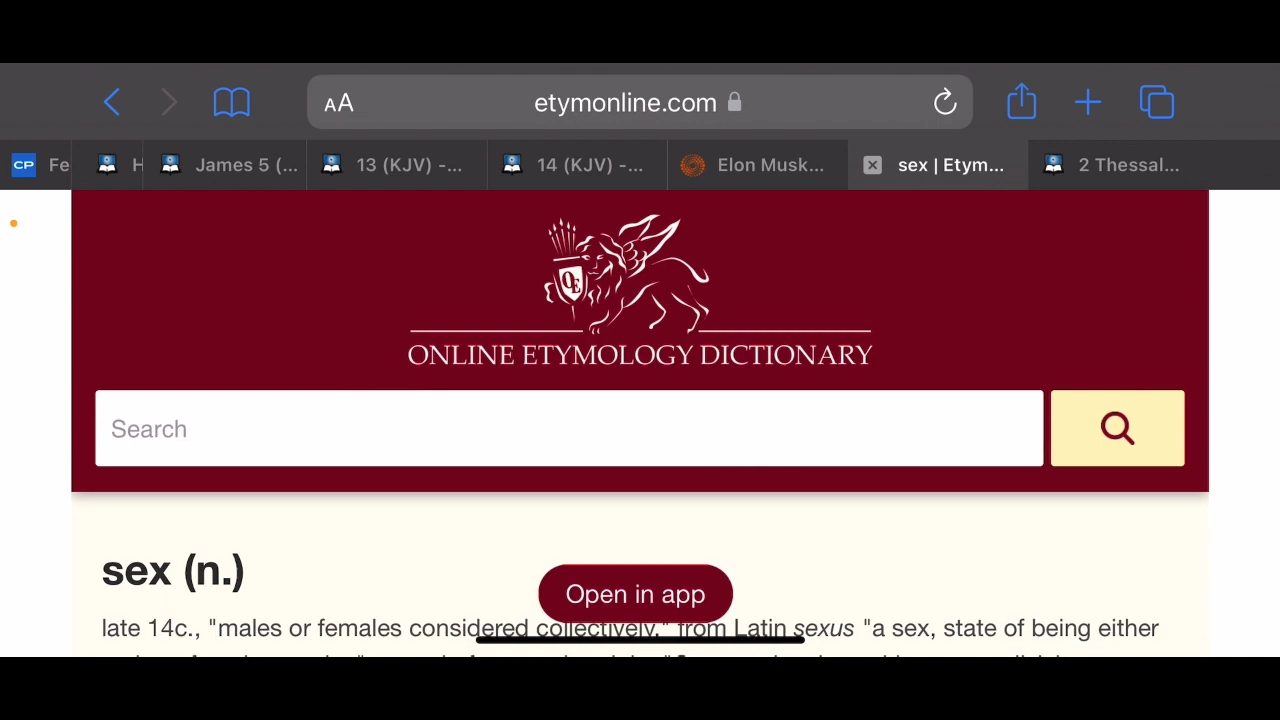 AA etymonline.com
CP Fe H James 5 (... 13 (KJV) -... 14 (KJV) -... Elon Musk... sex | Etym... 2 Thessal...
OE
ONLINE ETYMOLOGY DICTIONARY
Search
sex (n.)
Open in app
late 14c., "males or females considered collectively," from Latin sexus "a sex, state of being either